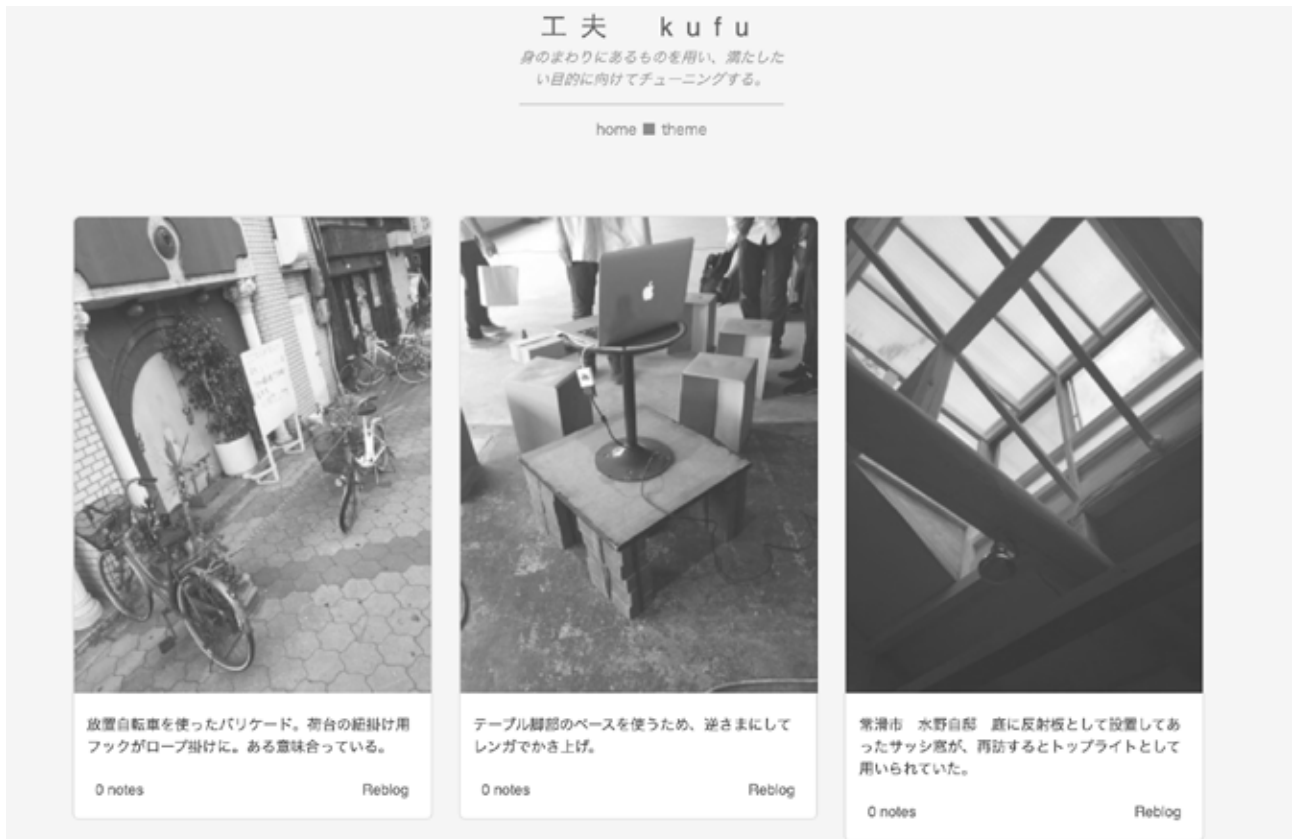 工夫　kufu
身のまわりにあるものを用い、満たした
い目的に向けてチューニングする。
home ■ theme
放置自転車を使ったバリケード。荷台の紐掛け用
フックがロープ掛けに。ある意味合っている。
0 notes Reblog
テーブル脚部のベースを使うため、逆さまにして
レンガでかさ上げ。
0 notes Reblog
常滑市　水野自邸　庭に反射板として設置してあ
ったサッシ窓が、再訪するとトップライトとして
用いられていた。
0 notes Reblog